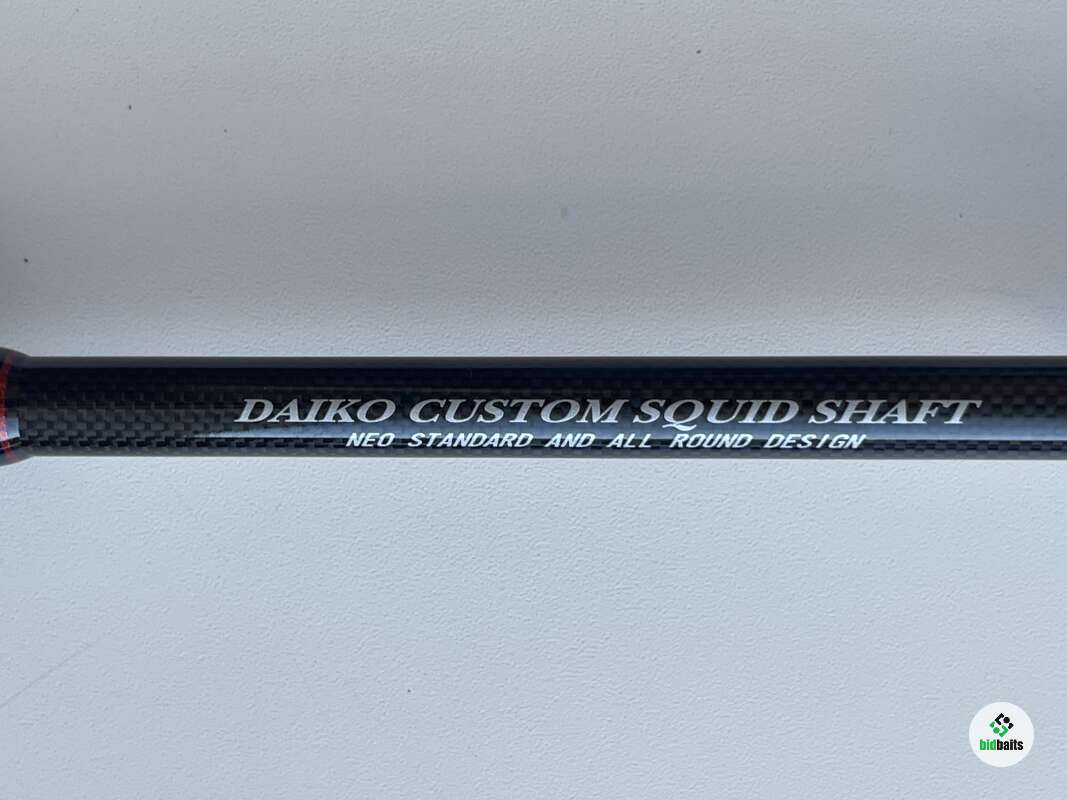 DAIKO CUSTOM SQUID SHAFT
NEO STANDARD AND ALL ROUND DESIGN
bidbaits